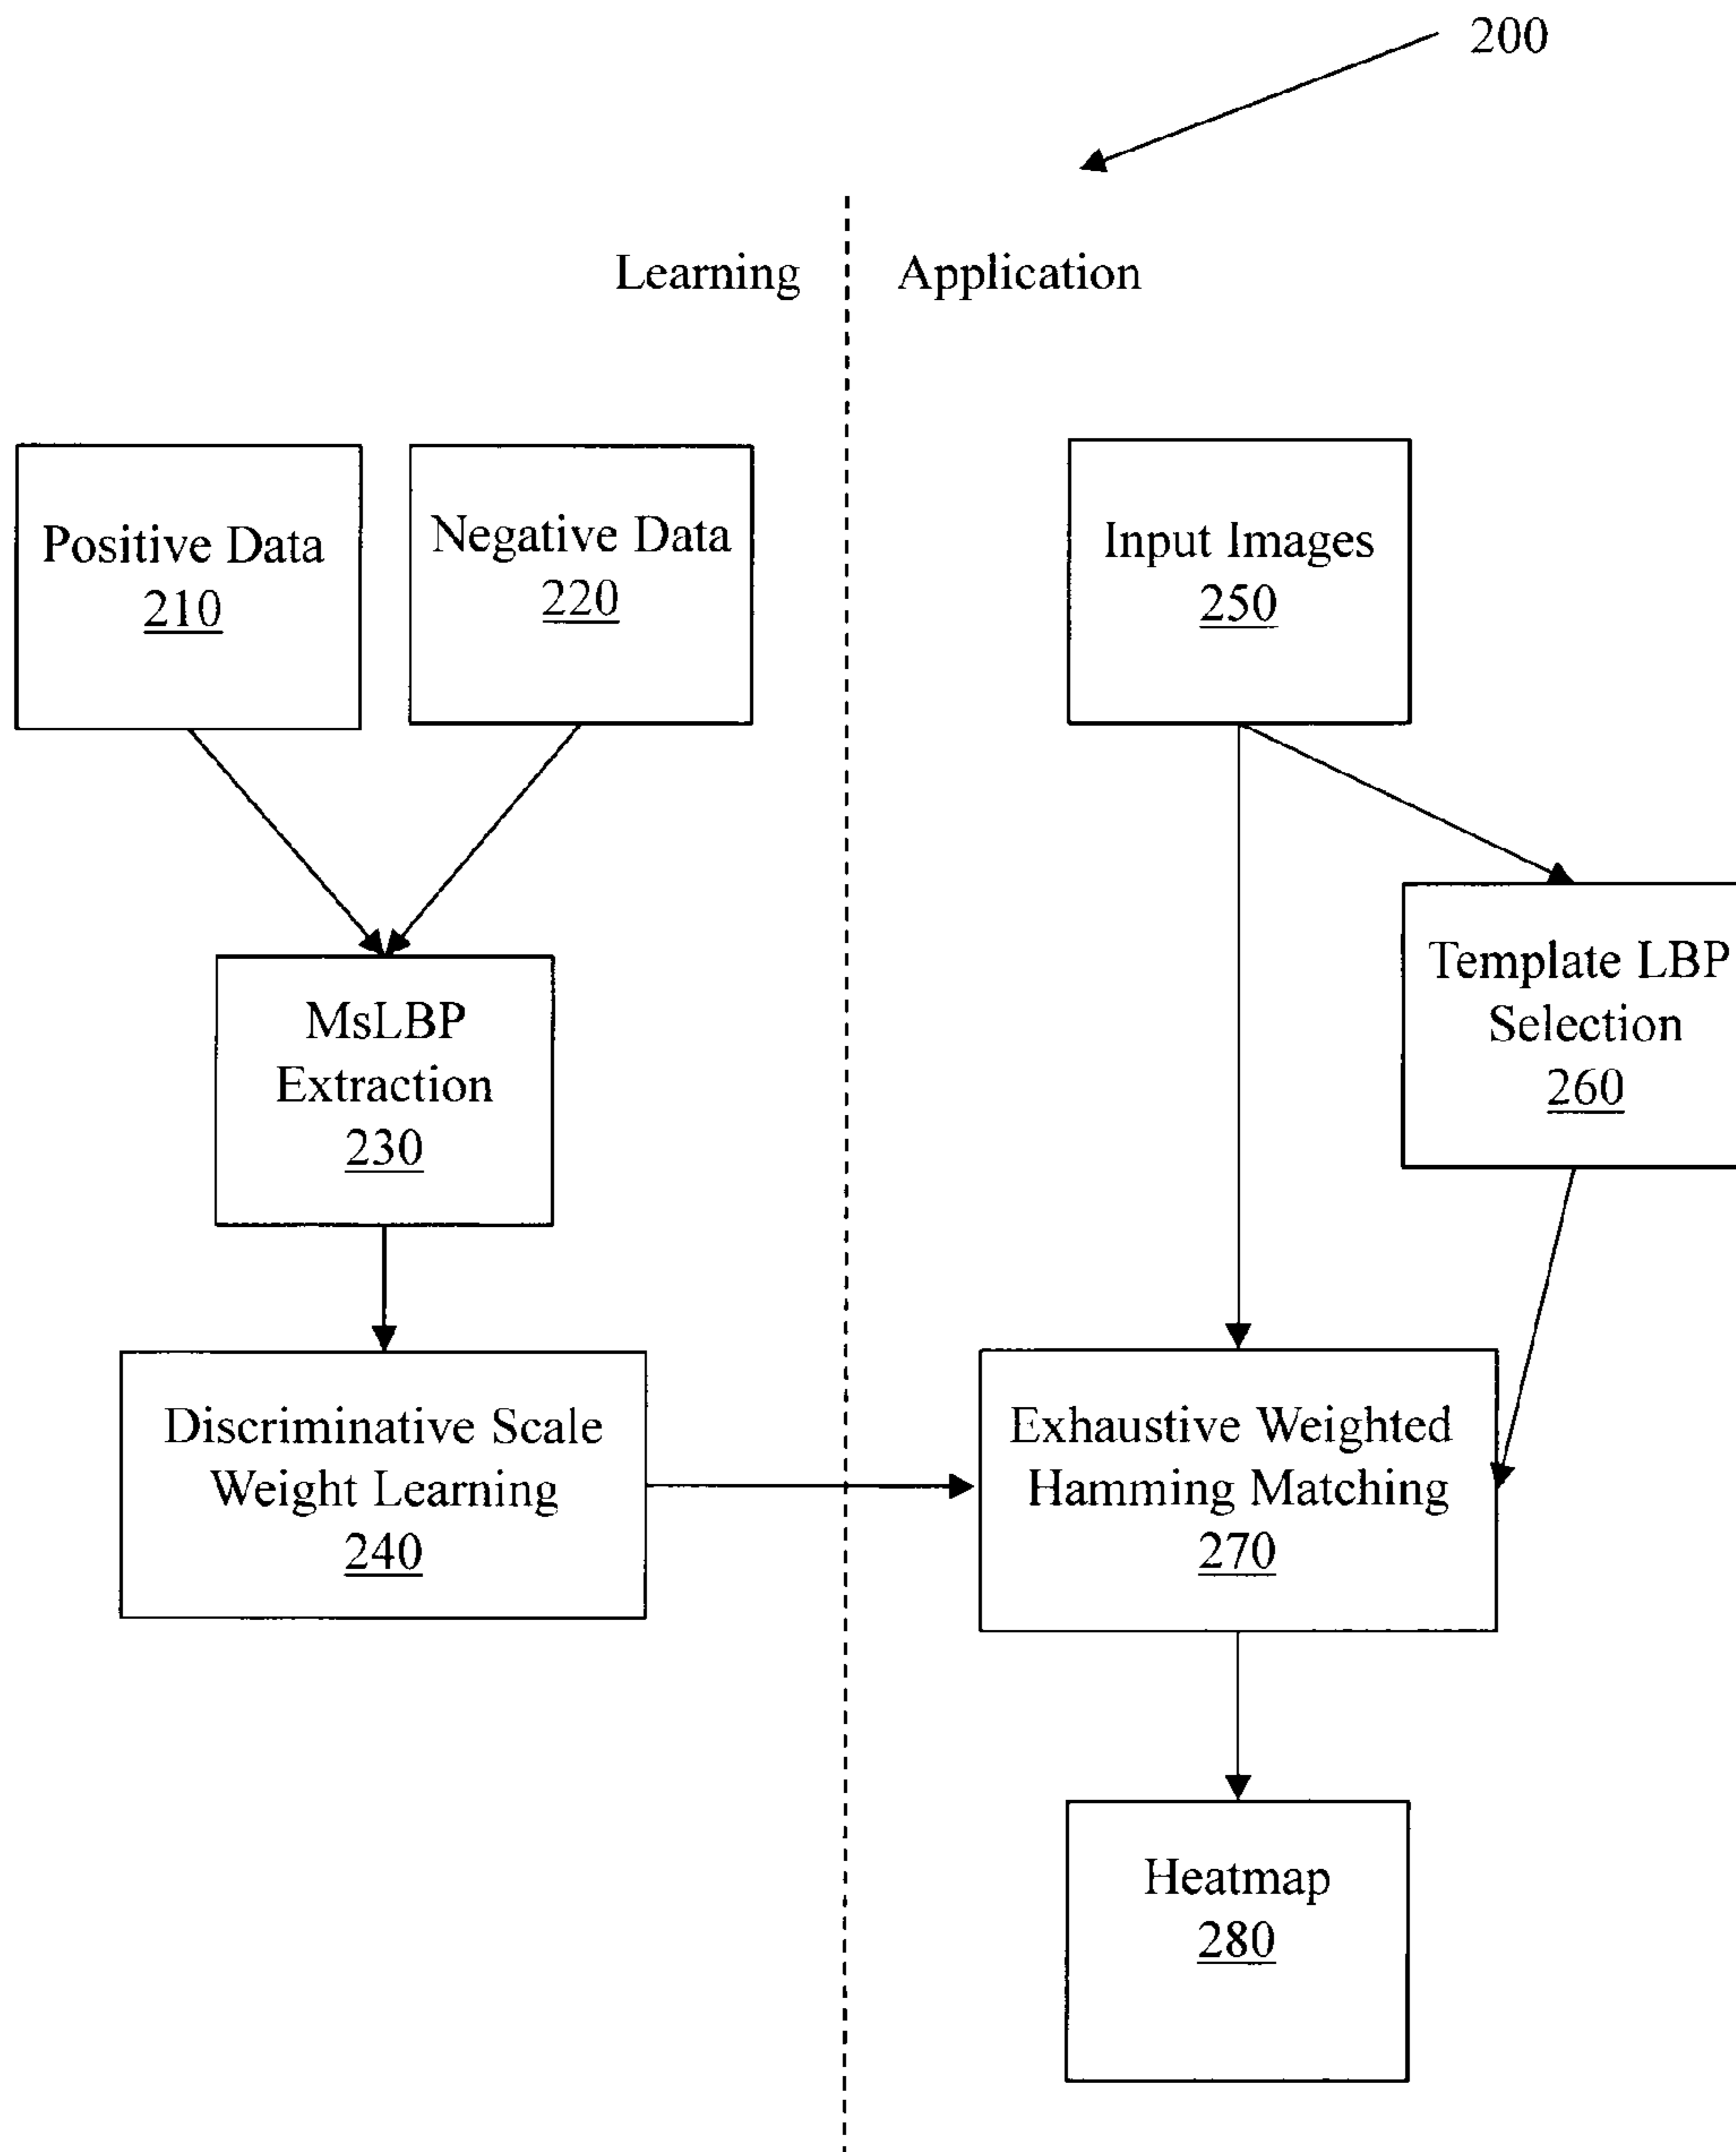 200
Learning
Application
Positive Data
210
Negative Data
220
Input Images
250
MsLBP
Extraction
230
Template LBP
Selection
260
Discriminative Scale
Weight Learning
240
Exhaustive Weighted
Hamming Matching
270
Heatmap
280